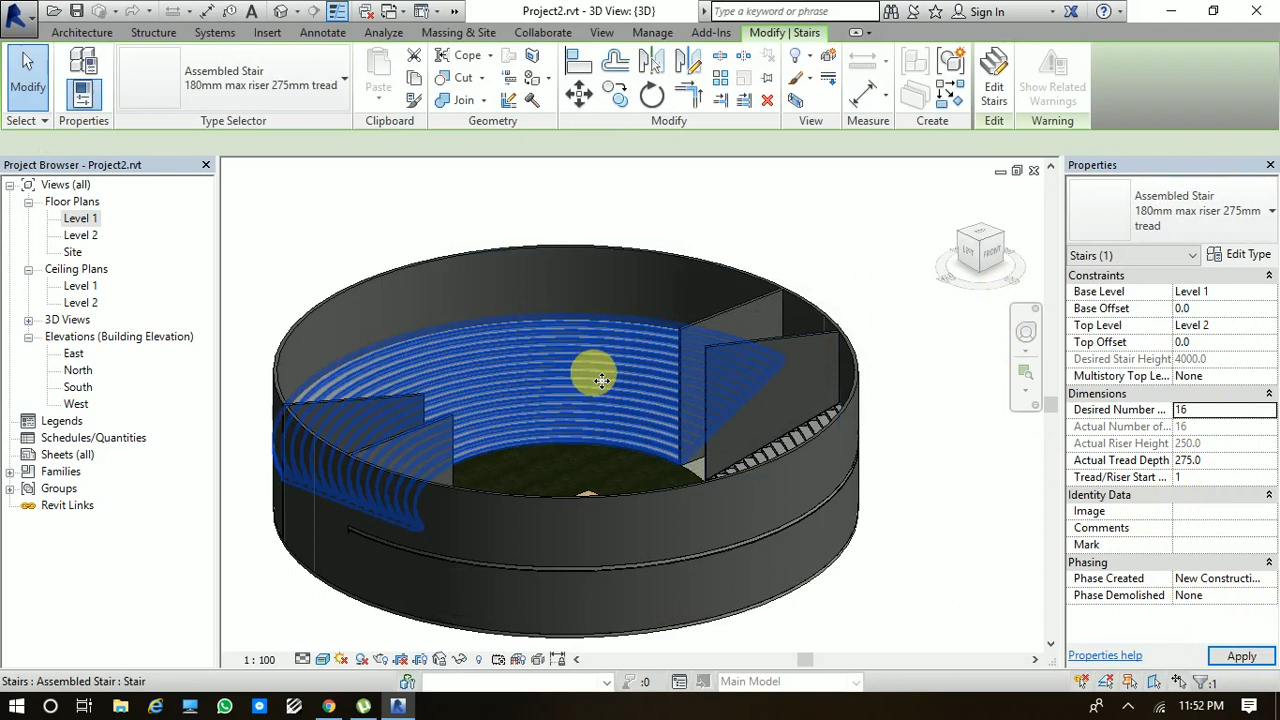 Project2.rvt - 3D View: {3D}
Type a keyword or phrase
Sign In
Architecture
Structure
Systems
Insert
Annotate
Analyze
Massing & Site
Collaborate
View
Manage
Add-Ins
Modify | Stairs
Modify
Select
Properties
Assembled Stair
180mm max riser 275mm tread
Type Selector
Paste
Clipboard
Cope
Cut
Join
Geometry
Modify
View
Measure
Create
Edit
Stairs
Edit
Show Related
Warnings
Warning
Project Browser - Project2.rvt
Views (all)
Floor Plans
Level 1
Level 2
Site
Ceiling Plans
Level 1
Level 2
3D Views
Elevations (Building Elevation)
East
North
South
West
Legends
Schedules/Quantities
Sheets (all)
Families
Groups
Revit Links
LEFT
FRONT
Properties
Assembled Stair
180mm max riser 275mm
tread
Stairs (1)
Edit Type
Constraints
Base Level Level 1
Base Offset 0.0
Top Level Level 2
Top Offset 0.0
Desired Stair Height 4000.0
Multistory Top Le... None
Dimensions
Desired Number ... 16
Actual Number of... 16
Actual Riser Height 250.0
Actual Tread Depth 275.0
Tread/Riser Start ... 1
Identity Data
Image
Comments
Mark
Phasing
Phase Created New Constructi...
Phase Demolished None
Properties help
Apply
1 : 100
Stairs : Assembled Stair : Stair
:0
Main Model
:1
11:52 PM